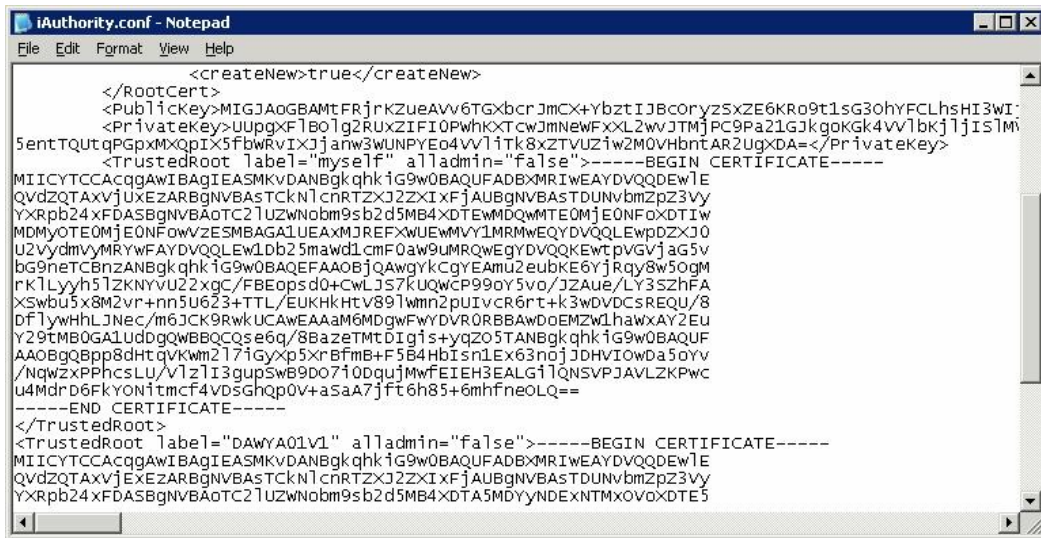 iAuthority.conf - Notepad
File Edit Format View Help
<createNew>true</createNew>
</RootCert>
<PublicKey>MIGJAoGBAMtFRjrKZueAVv6TGXbcrJmCX+YbztIJBcOryzSxZE6KRo9t1sG3OhYFCLhsHI3WI
<PrivateKey>UUpgXFlBOlg2RUxZIFI0PWhKXTcwJmNeWFxXL2wvJTMjPC9Pa21GJkgoKGk4VVlbKjljISlM
5entTQUtqPGpxMXQpIX5fbWRvIXJjanw3WUNPYEo4VVliTk8xZTVUZiw2M0VHbntAR2UgXDA=</PrivateKey>
<TrustedRoot label="myself" alladmin="false">-----BEGIN CERTIFICATE-----
MIICYTCCAcqgAwIBAgIEASMKvDANBgkqhkiG9w0BAQUFADBXMRIwEAYDVQQDEwlE
QVdZQTAxVjUxEzARBgNVBAsTCkNlcnRTZXJ2ZXIxFjAUBgNVBAsTDUNvbmZpZ3Vy
YXRpb24xFDASBgNVBAoTC2lUZWNobm9sb2d5MB4XDTEwMDQwMTE0MjE0NFoXDTIw
MDMyOTE0MjE0NFowVzESMBAGA1UEAxMJREFXWUEwMVY1MRMwEQYDVQQLEwpDZXJ0
U2VydmVyMRYwFAYDVQQLEw1Db25maWd1cmF0aW9uMRQwEgYDVQQKEwtpVGVjaG5v
bG9neTCBnzANBgkqhkiG9w0BAQEFAAOBjQAwgYkCgYEAmu2eubKE6YjRqy8w5OgM
rKlLyyh5lZKNYvU22xgC/FBEopsd0+CwLJS7kUQwCP99oY5vo/JZAue/LY3SZhFA
XSwbu5x8M2vr+nn5U623+TTL/EUKHkHtv89lwmn2pUIvcR6rt+k3wDVDCsREQU/8
DflywHhLJNec/m6JCK9RwkUCAwEAAaM6MDgwFwYDVR0RBBAwDoEMZW1haWxAY2Eu
Y29tMB0GA1UdDgQWBBQCQse6q/8BazeTMtDIgis+yqZO5TANBgkqhkiG9w0BAQUF
AAOBgQBpp8dHtqVKWm2l7iGyXp5XrBfmB+F5B4HbIsn1Ex63nojJDHVIOwDa5oYv
/NqWzxPPhcsLU/VlzlI3gupSwB9DO7i0DqujMwfEIEH3EALGilQNSVPJAVLZKPwc
u4MdrD6FkYONitmcf4VDsGhQp0V+aSaA7jft6h85+6mhfneOLQ==
-----END CERTIFICATE-----
</TrustedRoot>
<TrustedRoot label="DAWYA01V1" alladmin="false">-----BEGIN CERTIFICATE-----
MIICYTCCAcqgAwIBAgIEASMKvDANBgkqhkiG9w0BAQUFADBXMRIwEAYDVQQDEwlE
QVdZQTAxVjExEzARBgNVBAsTCkNlcnRTZXJ2ZXIxFjAUBgNVBAsTDUNvbmZpZ3Vy
YXRpb24xFDASBgNVBAoTC2lUZWNobm9sb2d5MB4XDTA5MDYyNDExNTMxOVoXDTE5